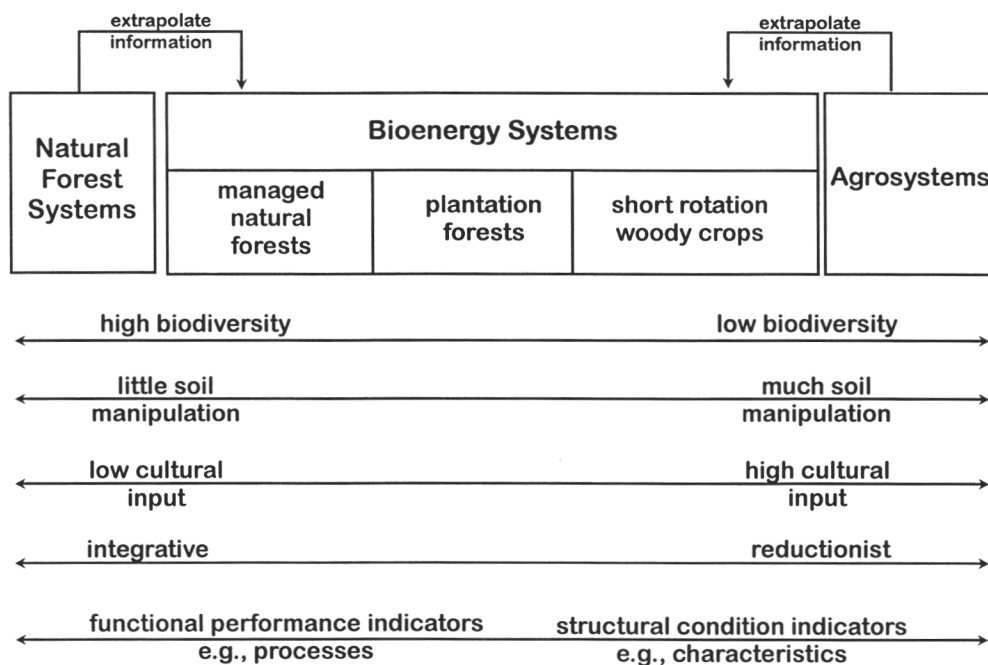 extrapolate
information
extrapolate
information
Natural
Forest
Systems
Bioenergy Systems
managed
natural
forests
plantation
forests
short rotation
woody crops
Agrosystems
high biodiversity
low biodiversity
little soil
manipulation
much soil
manipulation
low cultural
input
high cultural
input
integrative
reductionist
functional performance indicators
e.g., processes
structural condition indicators
e.g., characteristics